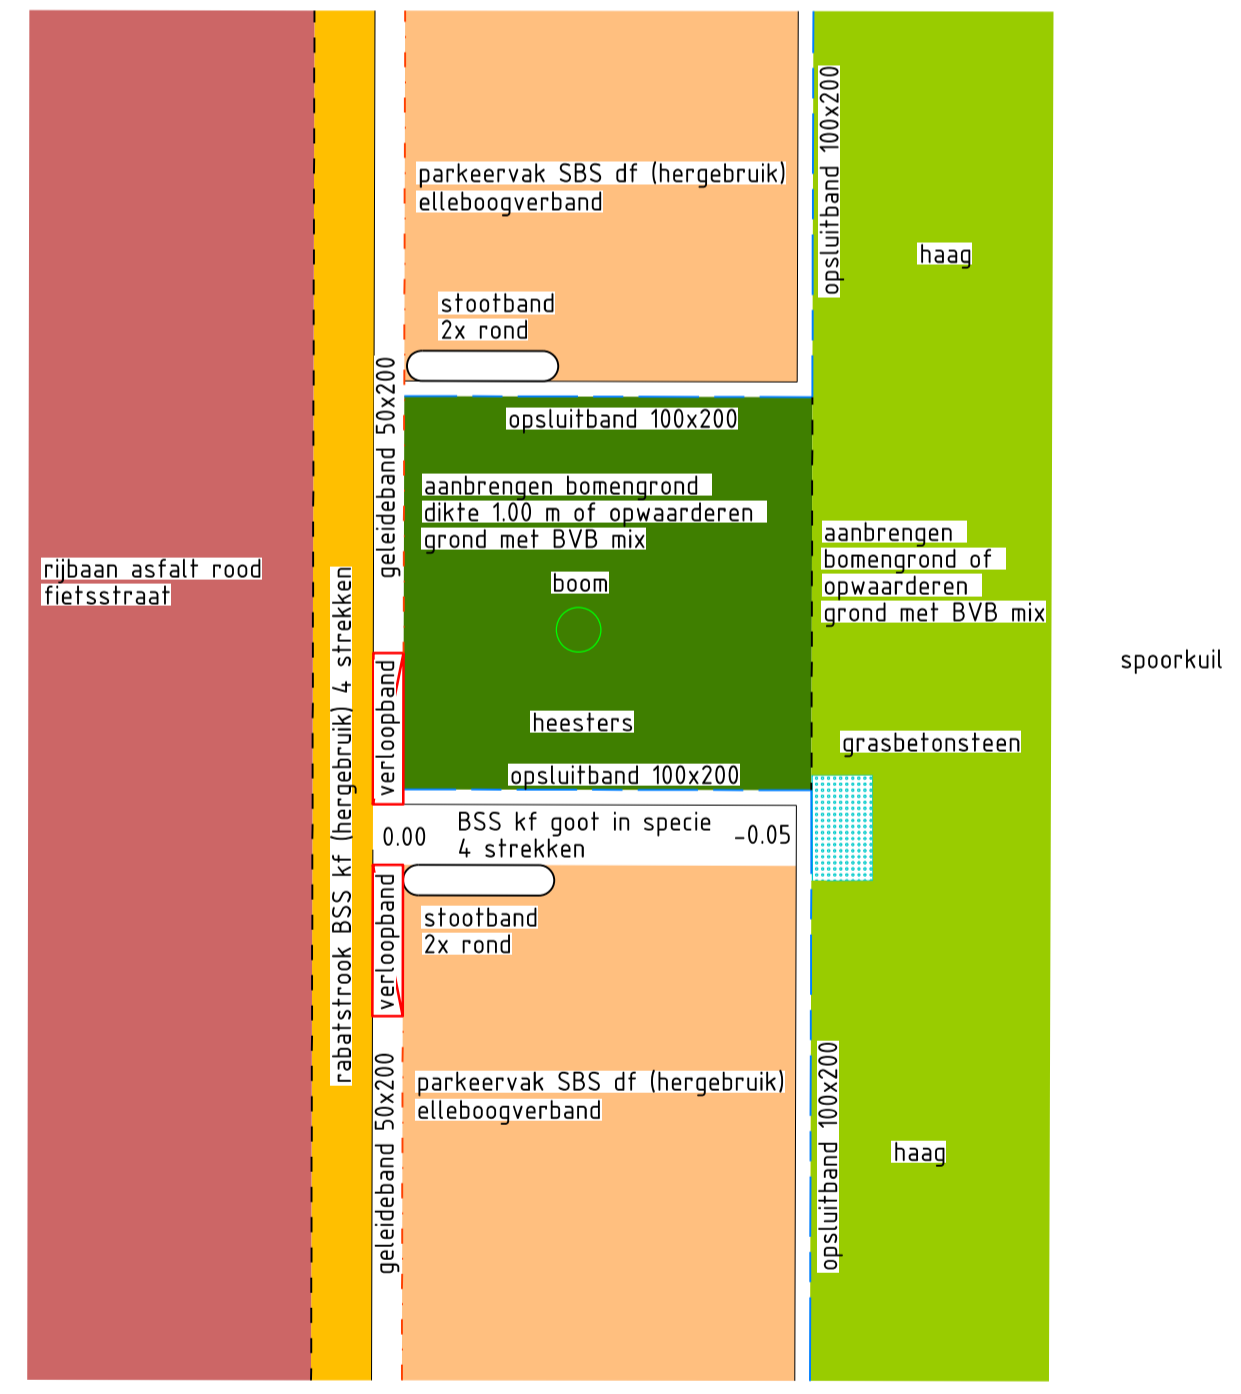 opsluitband 100x200
parkeervak SBS df (hergebruik)
elleboogverband
haag
stootband
2x rond
geleideband 50x200
opsluitband 100x200
aanbrengen bomengrond
dikte 1.00 m of opwaarderen
grond met BVB mix
aanbrengen
bomengrond of
opwaarderen
grond met BVB mix
rijbaan asfalt rood
fietsstraat
boom
rabatstrook BSS kf (hergebruik) 4 strekken
verloopband
spoorkuil
heesters
grasbetonsteen
opsluitband 100x200
0.00
BSS kf goot in specie
4 strekken
-0.05
verloopband
stootband
2x rond
geleideband 50x200
parkeervak SBS df (hergebruik)
elleboogverband
opsluitband 100x200
haag